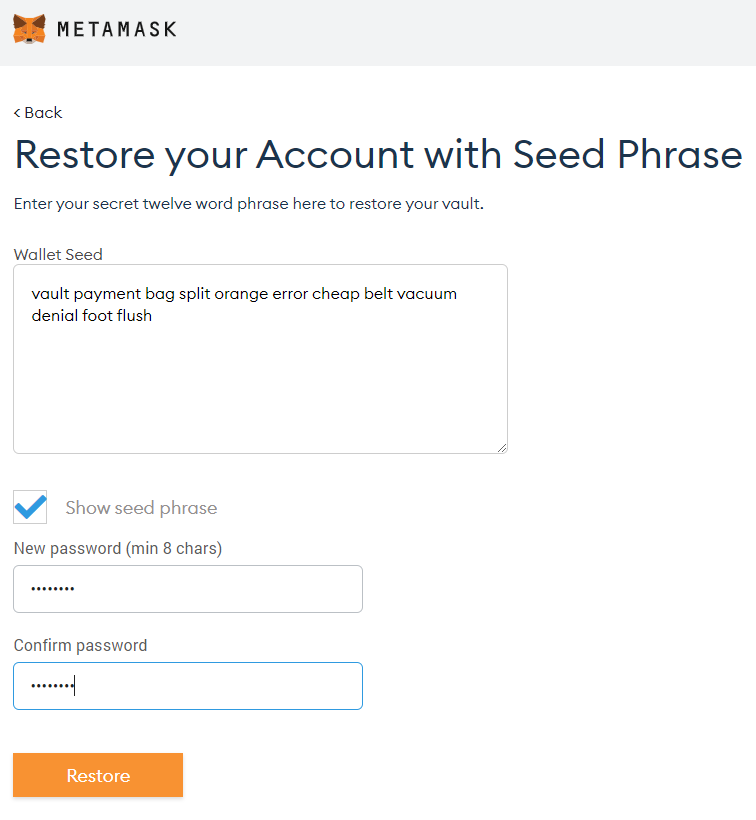 METAMASK
< Back
Restore your Account with Seed Phrase
Enter your secret twelve word phrase here to restore your vault.
Wallet Seed
vault payment bag split orange error cheap belt vacuum
denial foot flush
Show seed phrase
New password (min 8 chars)
••••••••
Confirm password
••••••••
Restore